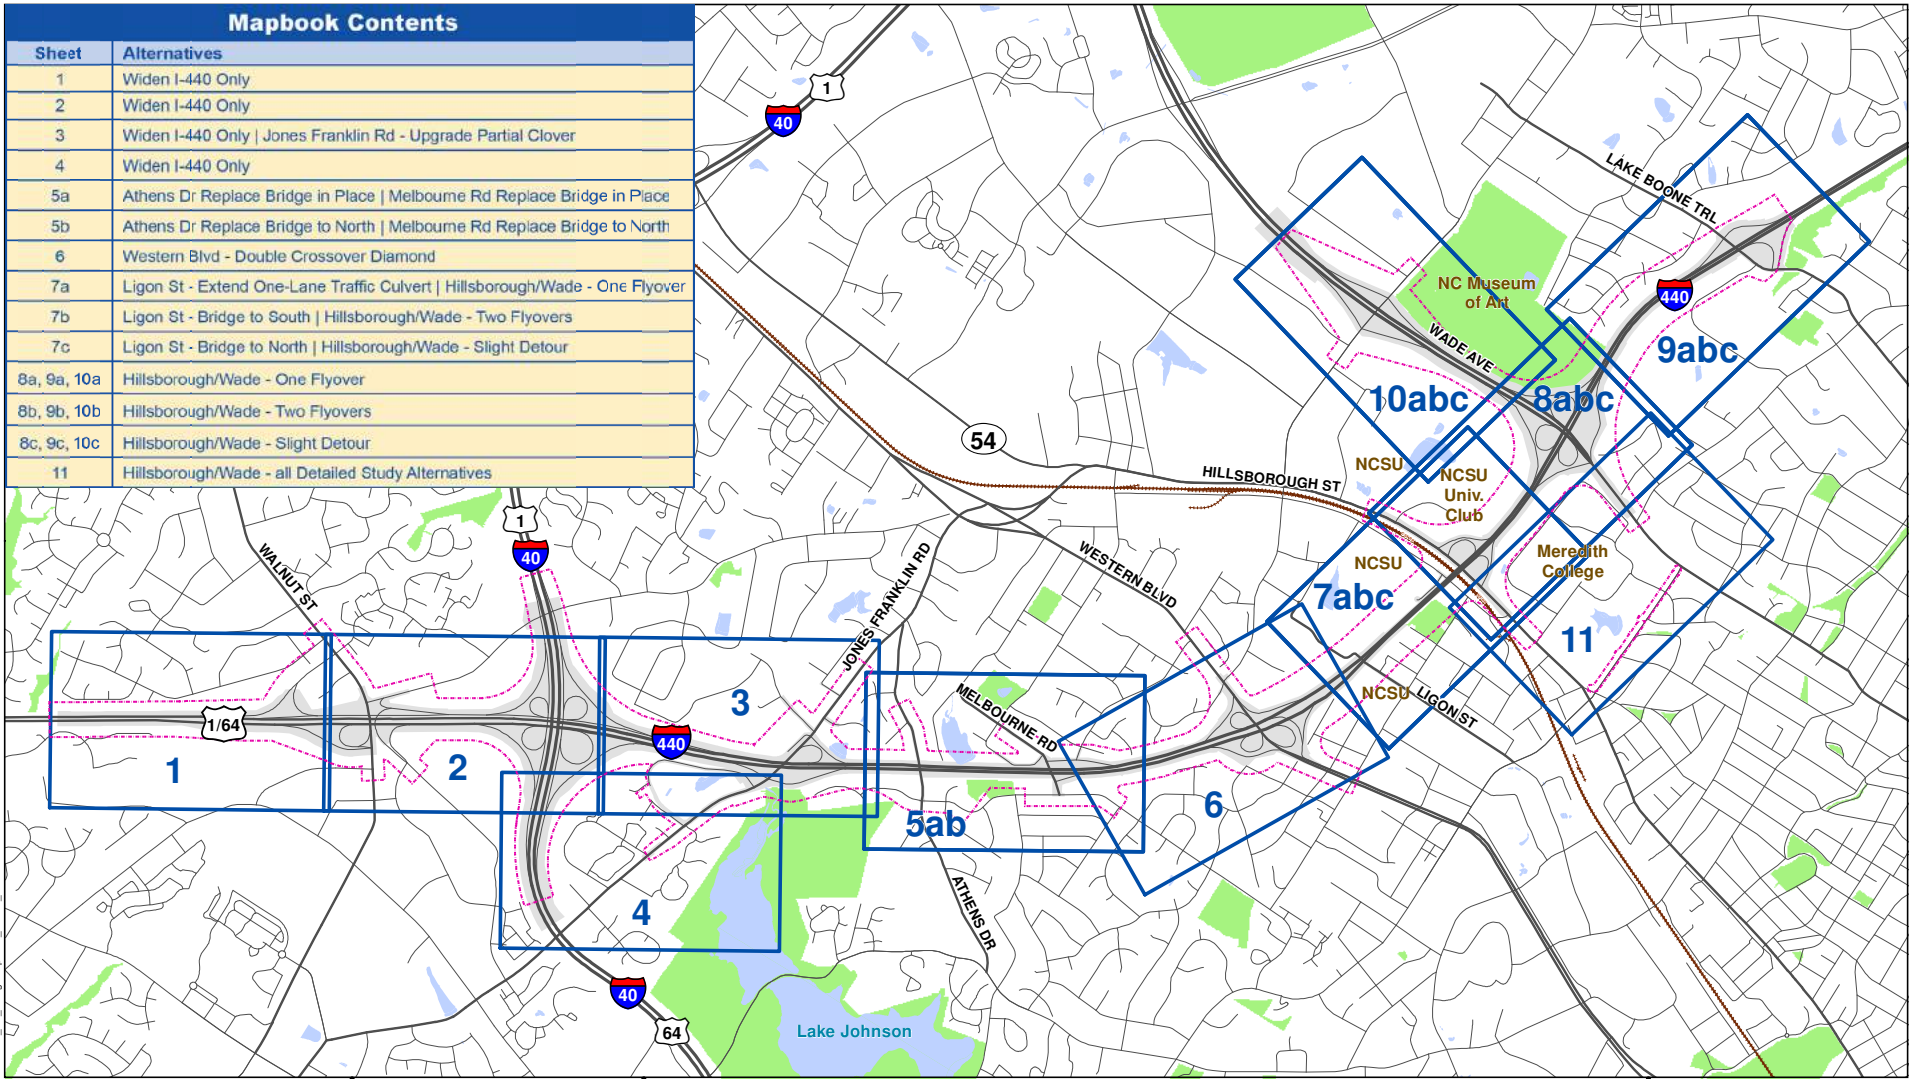 Mapbook Contents
Sheet Alternatives
1 Widen I-440 Only
2 Widen I-440 Only
3 Widen I-440 Only | Jones Franklin Rd - Upgrade Partial Clover
4 Widen I-440 Only
5a Athens Dr Replace Bridge in Place | Melbourne Rd Replace Bridge in Place
5b Athens Dr Replace Bridge to North | Melbourne Rd Replace Bridge to North
6 Western Blvd - Double Crossover Diamond
7a Ligon St - Extend One-Lane Traffic Culvert | Hillsborough/Wade - One Flyover
7b Ligon St - Bridge to South | Hillsborough/Wade - Two Flyovers
7c Ligon St - Bridge to North | Hillsborough/Wade - Slight Detour
8a, 9a, 10a Hillsborough/Wade - One Flyover
8b, 9b, 10b Hillsborough/Wade - Two Flyovers
8c, 9c, 10c Hillsborough/Wade - Slight Detour
11 Hillsborough/Wade - all Detailed Study Alternatives
1
40
LAKE BOONE TRL
NC Museum
of Art
440
WADE AVE
9abc
10abc
8abc
54
HILLSBOROUGH ST
NCSU
NCSU
Univ.
Club
1
40
WALNUT ST
JONES FRANKLIN RD
WESTERN BLVD
NCSU
Meredith
College
7abc
11
NCSU
LIGON ST
3
MELBOURNE RD
1/64
440
1
2
6
5ab
4
ATHENS DR
40
64
Lake Johnson